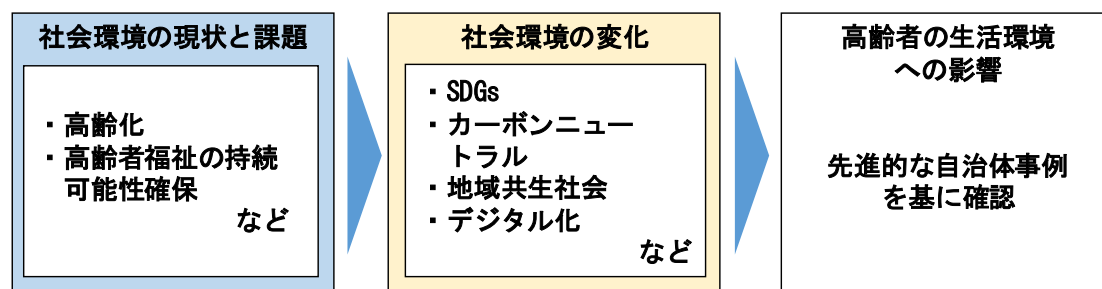 社会環境の現状と課題
・高齢化
・高齢者福祉の持続
可能性確保
など
社会環境の変化
・SDGs
・カーボンニュー
トラル
・地域共生社会
・デジタル化
など
高齢者の生活環境
への影響
先進的な自治体事例
を基に確認